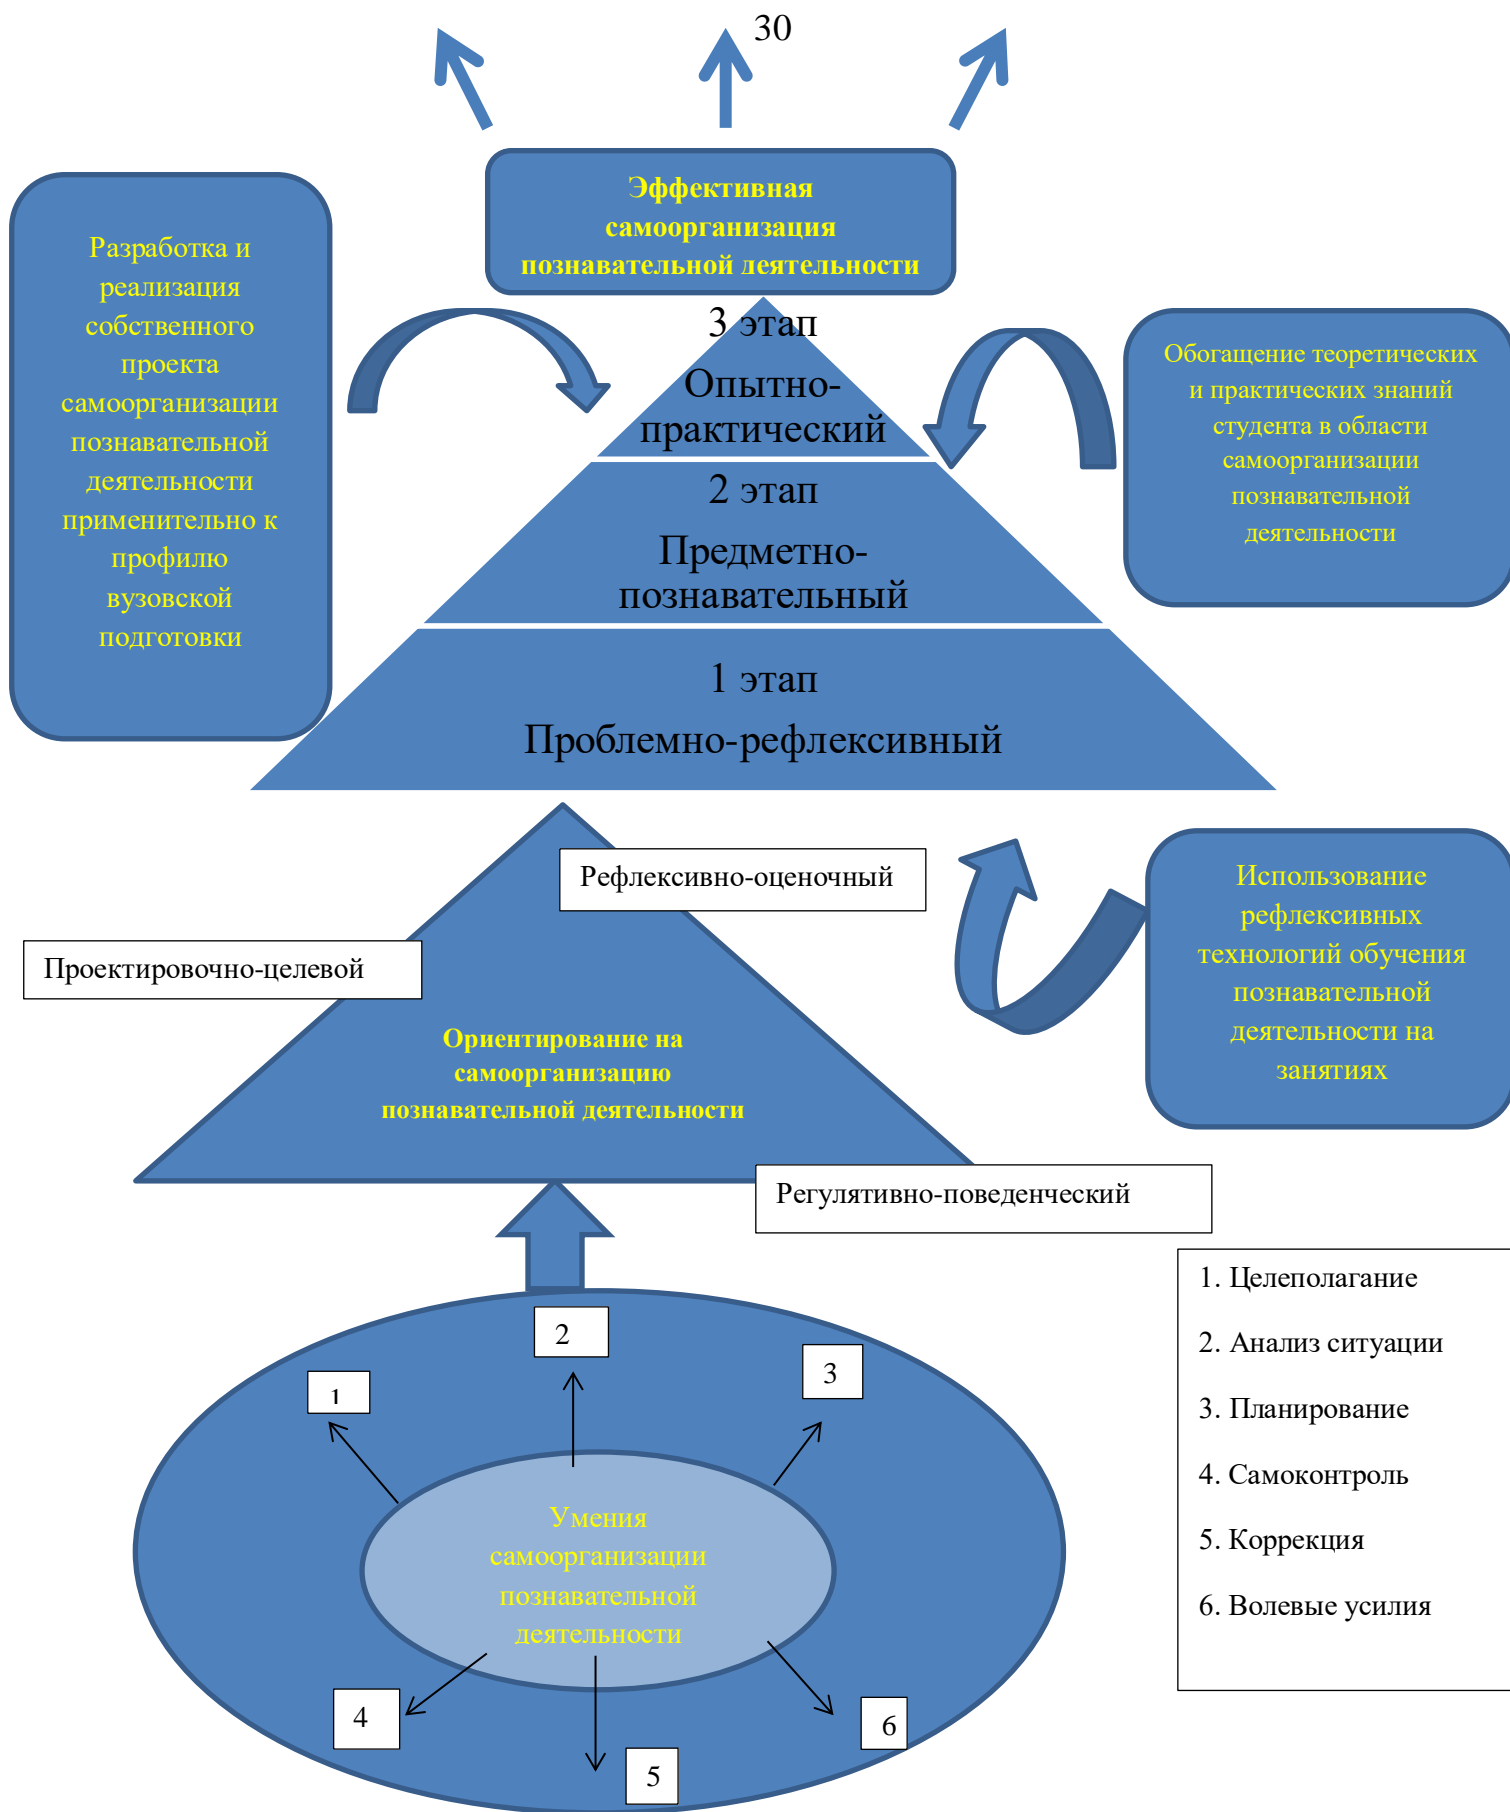 30
Эффективная
самоорганизация
познавательной деятельности
Разработка и
реализация
собственного
проекта
самоорганизации
познавательной
деятельности
применительно к
профилю
вузовской
подготовки
3 этап
Опытно-
практический
2 этап
Предметно-
познавательный
1 этап
Проблемно-рефлексивный
Обогащение теоретических
и практических знаний
студента в области
самоорганизации
познавательной
деятельности
Рефлексивно-оценочный
Проектировочно-целевой
Ориентирование на
самоорганизацию
познавательной деятельности
Использование
рефлексивных
технологий обучения
познавательной
деятельности на
занятиях
Регулятивно-поведенческий
1. Целеполагание
2. Анализ ситуации
3. Планирование
4. Самоконтроль
5. Коррекция
6. Волевые усилия
2
3
1
Умения
самоорганизации
познавательной
деятельности
4
6
5